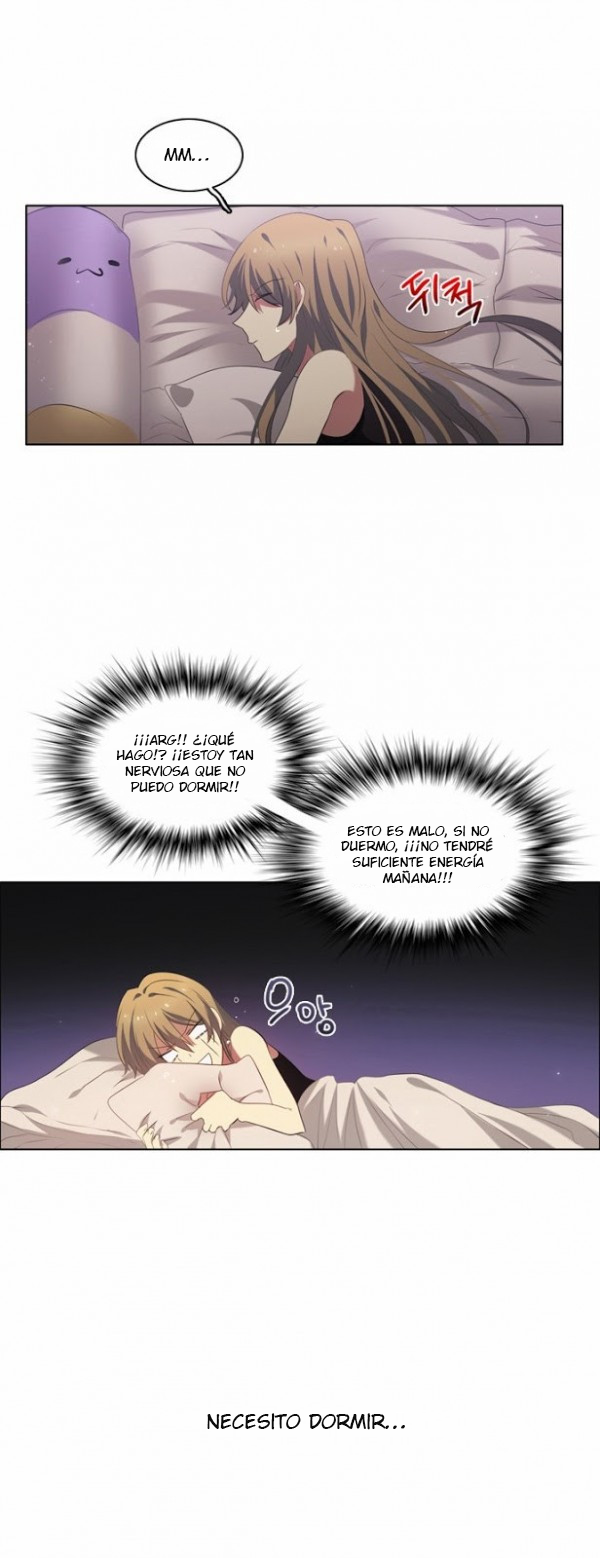 MM...
뒤척
¡¡¡ARG!! ¿¡QUÉ
HAGO!? ¡¡ESTOY TAN
NERVIOSA QUE NO
PUEDO DORMIR!!
ESTO ES MALO, SI NO
DUERMO, ¡¡¡NO TENDRÉ
SUFICIENTE ENERGÍA
MAÑANA!!!
으앙
NECESITO DORMIR...